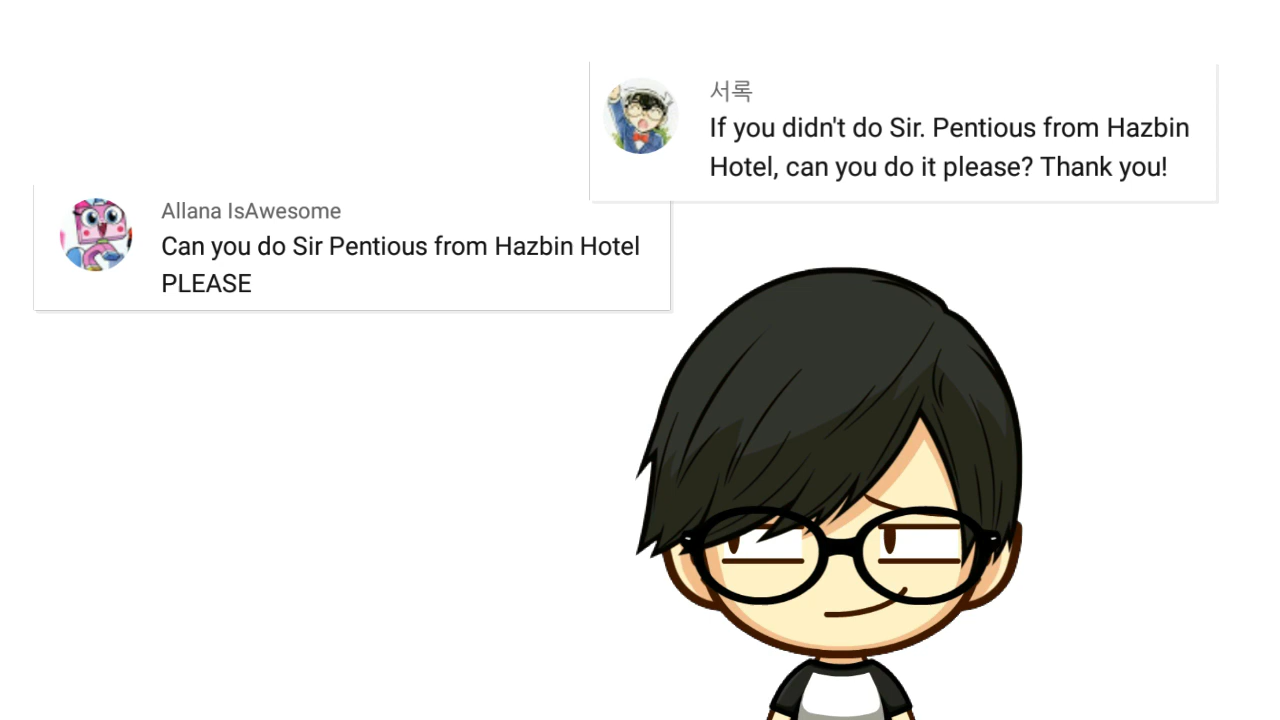 서록
If you didn't do Sir. Pentious from Hazbin
Hotel, can you do it please? Thank you!
Allana IsAwesome
Can you do Sir Pentious from Hazbin Hotel
PLEASE